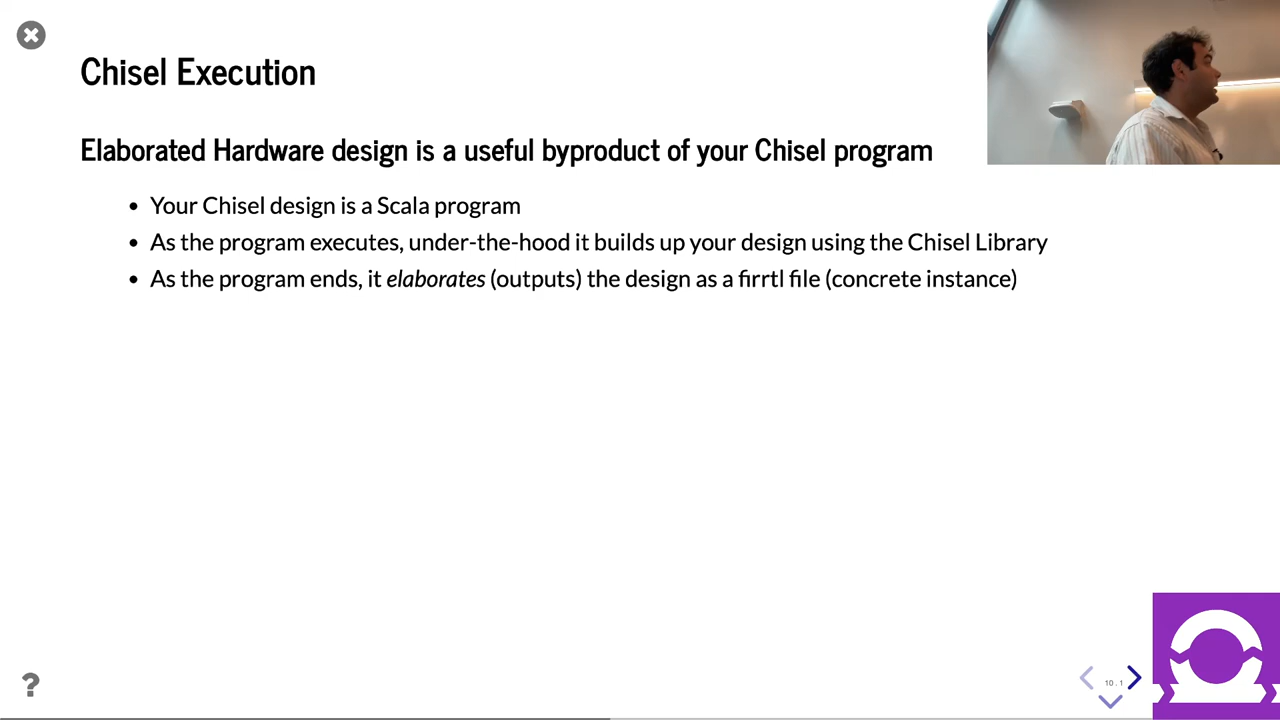 Chisel Execution
Elaborated Hardware design is a useful byproduct of your Chisel program
• Your Chisel design is a Scala program
• As the program executes, under-the-hood it builds up your design using the Chisel Library
• As the program ends, it elaborates (outputs) the design as a firrtl file (concrete instance)
?
10 . 1